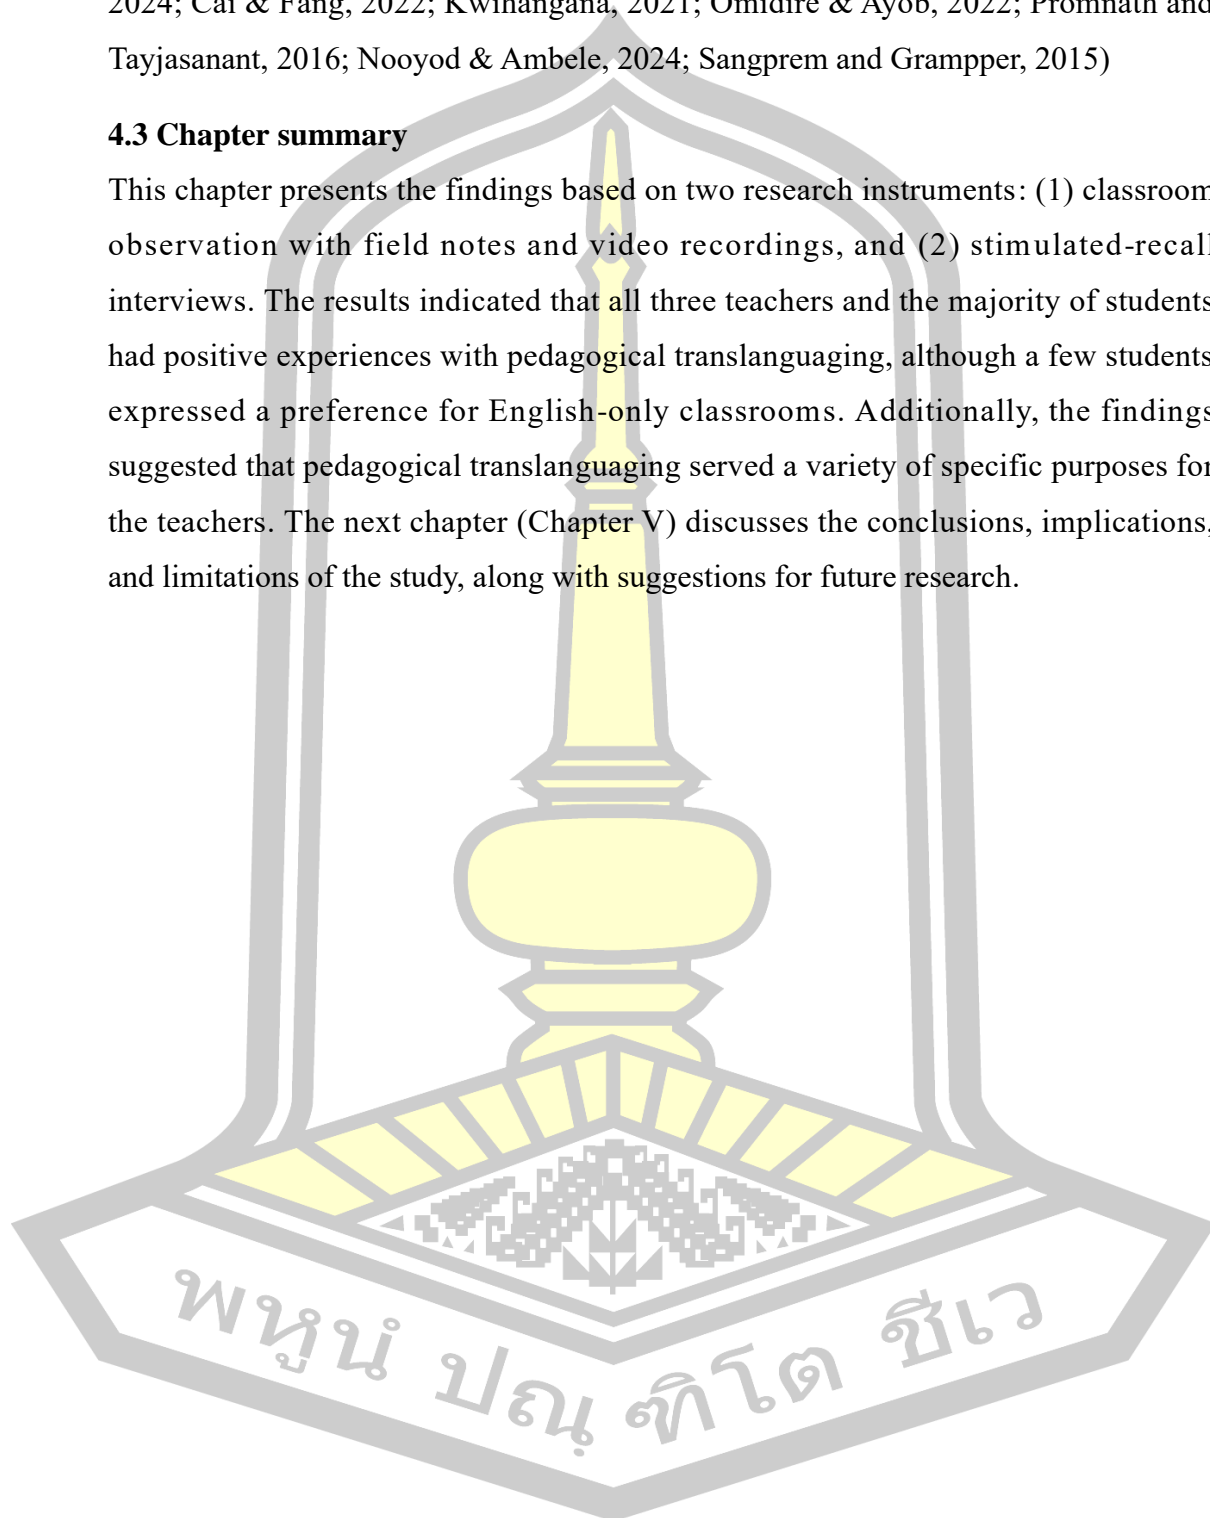 2024; Cai & Fang, 2022; Kwihangana, 2021; Omidire & Ayob, 2022; Promnath and
Tayjasanant, 2016; Nooyod & Ambele, 2024; Sangprem and Grampper, 2015)
4.3 Chapter summary
This chapter presents the findings based on two research instruments: (1) classroom
observation with field notes and video recordings, and (2) stimulated-recall
interviews. The results indicated that all three teachers and the majority of students
had positive experiences with pedagogical translanguaging, although a few students
expressed a preference for English-only classrooms. Additionally, the findings
suggested that pedagogical translanguaging served a variety of specific purposes for
the teachers. The next chapter (Chapter V) discusses the conclusions, implications,
and limitations of the study, along with suggestions for future research.
พหูนํ ปณฺฑิโต ชีเว